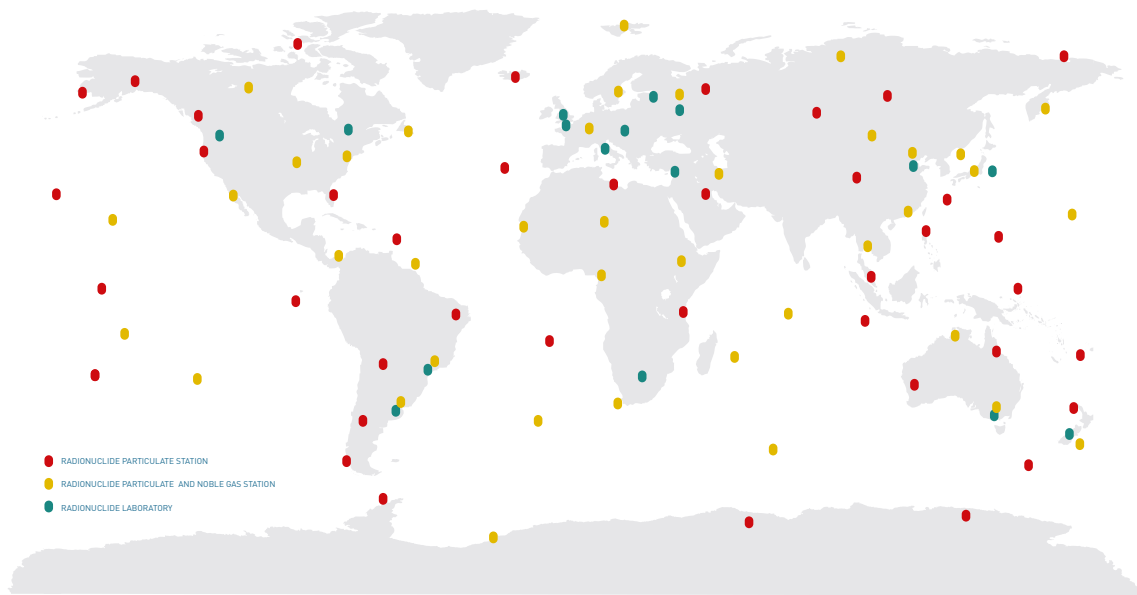 RADIONUCLIDE PARTICULATE STATION
RADIONUCLIDE PARTICULATE AND NOBLE GAS STATION
RADIONUCLIDE LABORATORY